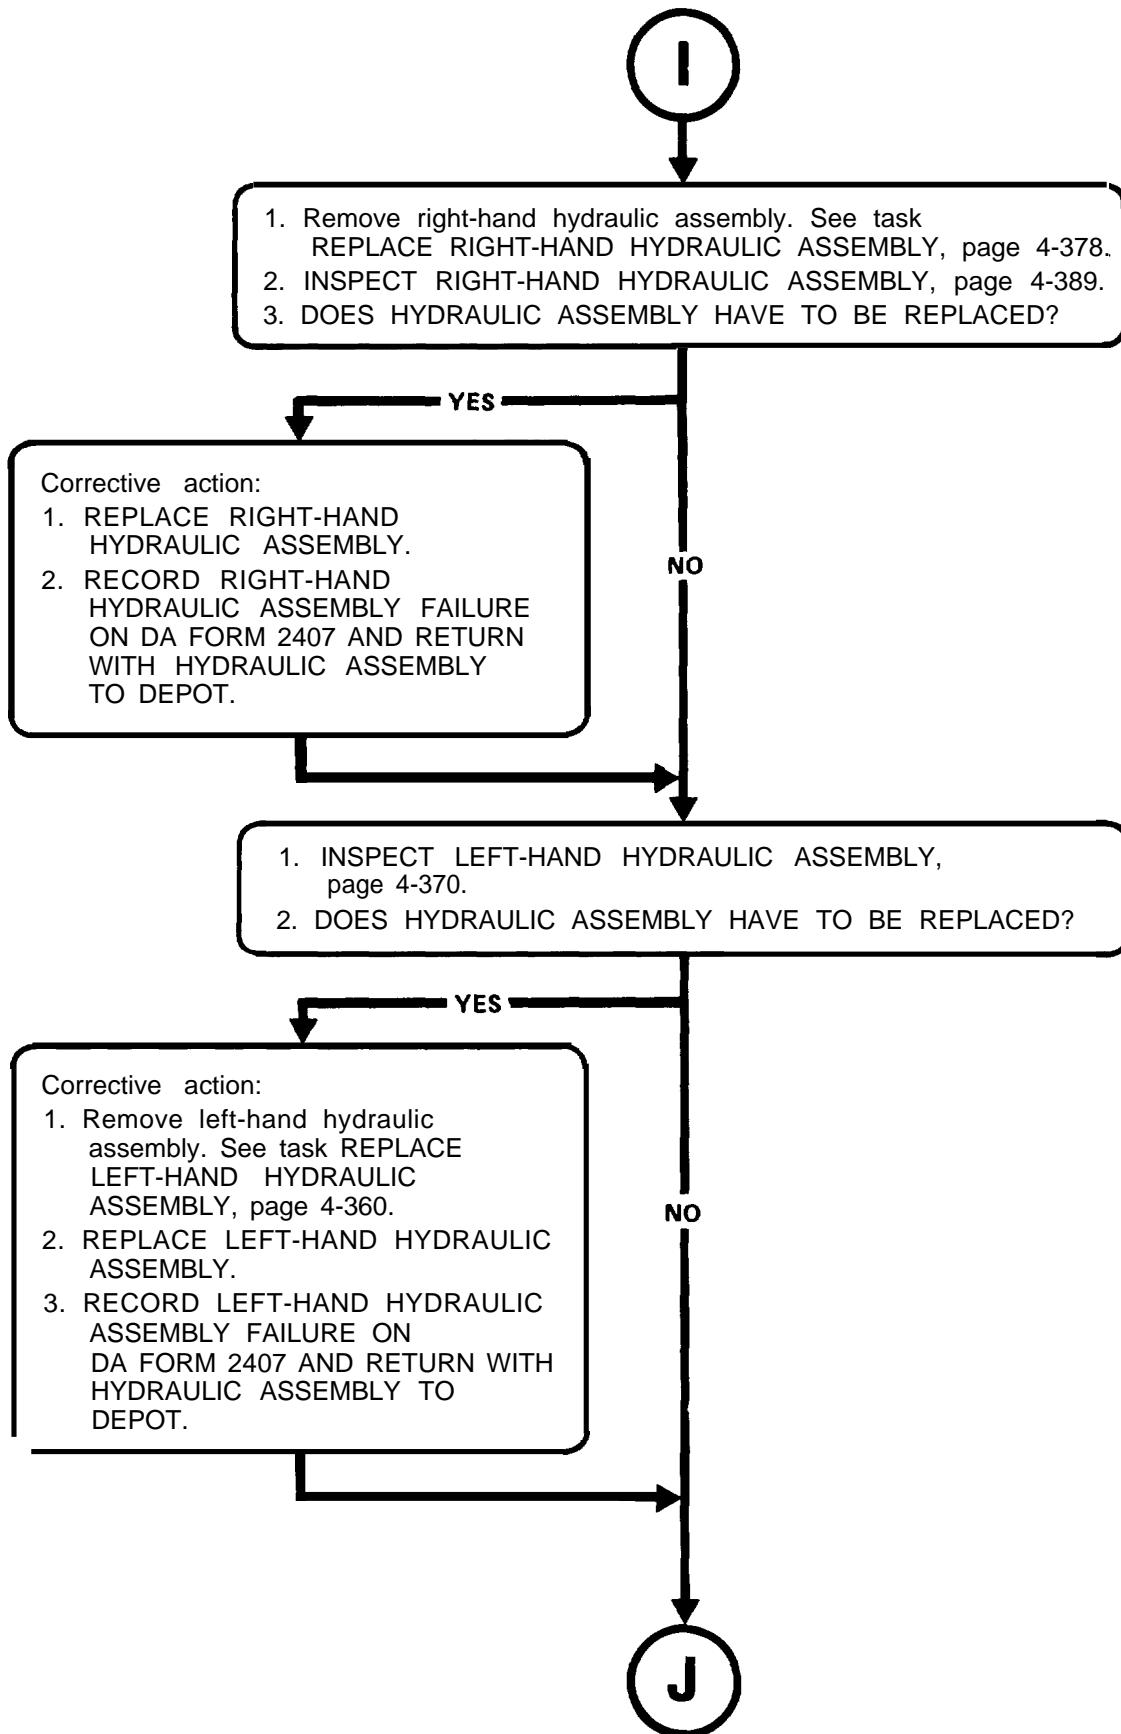 I
1. Remove right-hand hydraulic assembly. See task
REPLACE RIGHT-HAND HYDRAULIC ASSEMBLY, page 4-378.
2. INSPECT RIGHT-HAND HYDRAULIC ASSEMBLY, page 4-389.
3. DOES HYDRAULIC ASSEMBLY HAVE TO BE REPLACED?
YES
Corrective action:
1. REPLACE RIGHT-HAND
HYDRAULIC ASSEMBLY.
2. RECORD RIGHT-HAND
HYDRAULIC ASSEMBLY FAILURE
ON DA FORM 2407 AND RETURN
WITH HYDRAULIC ASSEMBLY
TO DEPOT.
NO
1. INSPECT LEFT-HAND HYDRAULIC ASSEMBLY,
page 4-370.
2. DOES HYDRAULIC ASSEMBLY HAVE TO BE REPLACED?
YES
Corrective action:
1. Remove left-hand hydraulic
assembly. See task REPLACE
LEFT-HAND HYDRAULIC
ASSEMBLY, page 4-360.
2. REPLACE LEFT-HAND HYDRAULIC
ASSEMBLY.
3. RECORD LEFT-HAND HYDRAULIC
ASSEMBLY FAILURE ON
DA FORM 2407 AND RETURN WITH
HYDRAULIC ASSEMBLY TO
DEPOT.
NO
J